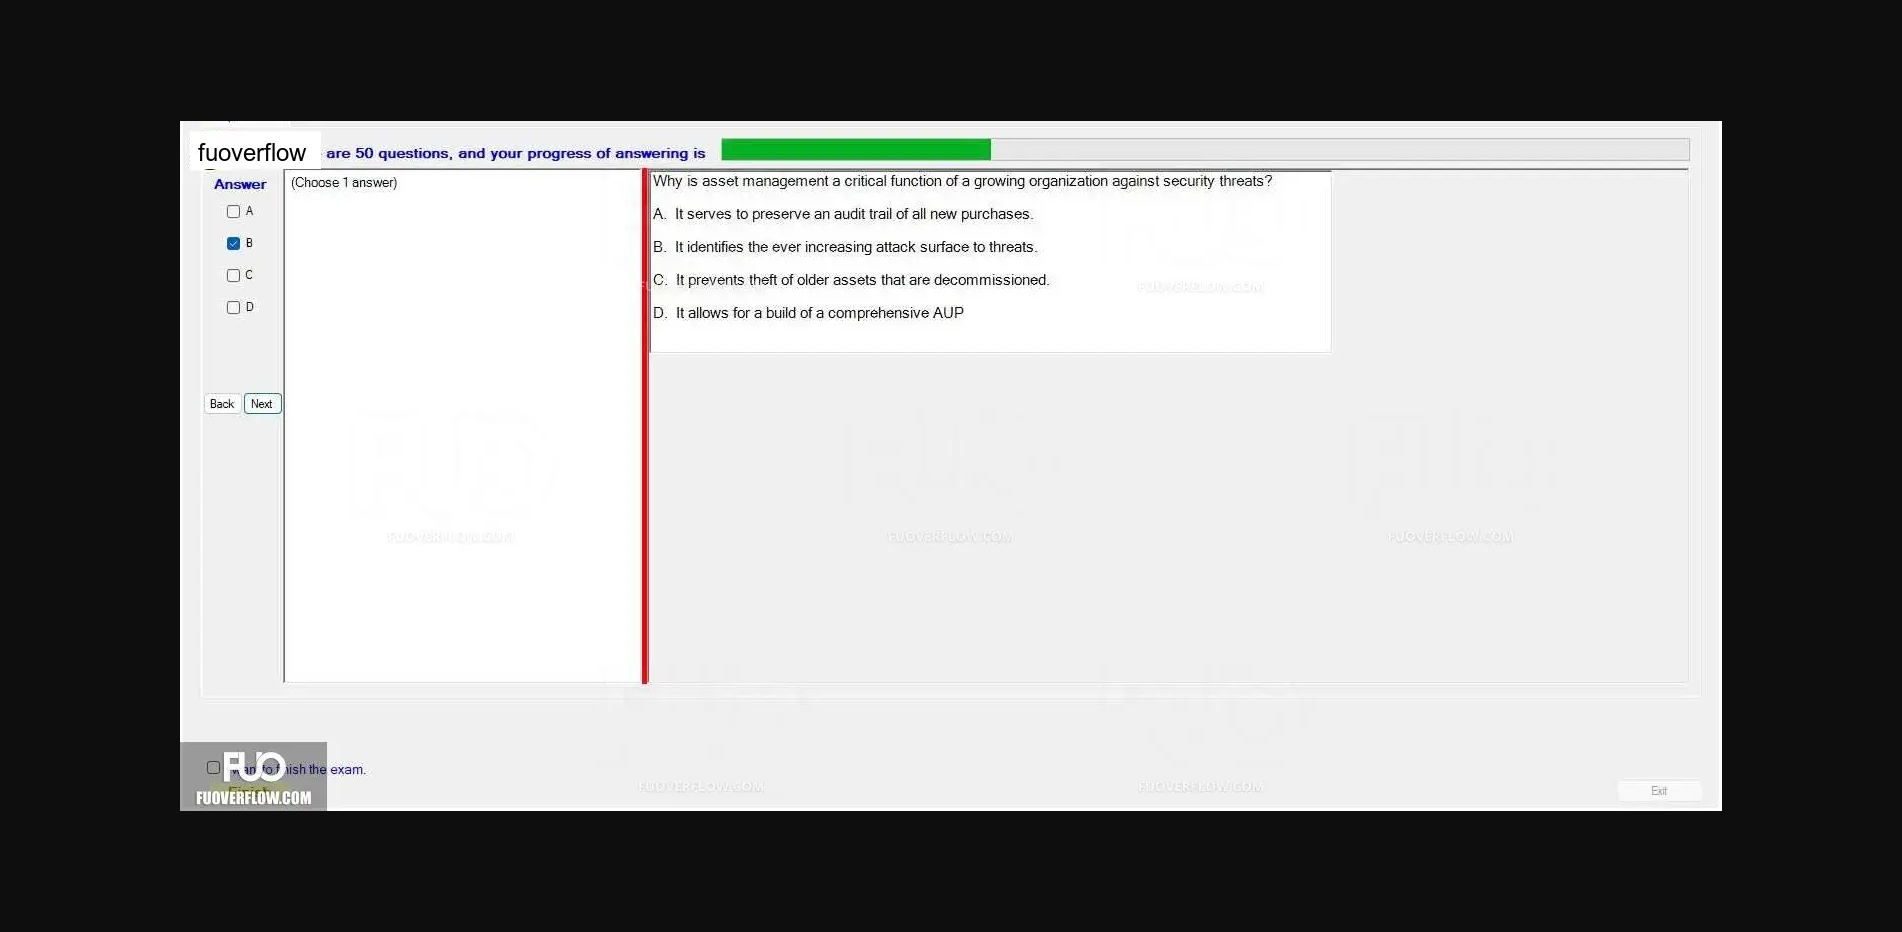 fuoverflow are 50 questions, and your progress of answering is
Answer
A
B
C
D
Back Next
(Choose 1 answer)
Why is asset management a critical function of a growing organization against security threats?
A. It serves to preserve an audit trail of all new purchases.
B. It identifies the ever increasing attack surface to threats.
C. It prevents theft of older assets that are decommissioned.
D. It allows for a build of a comprehensive AUP
FUOVERFLOW.COM
FUOVERFLOW.COM FUOVERFLOW.COM FUOVERFLOW.COM
FUO
want to finish the exam.
Finish
FUOVERFLOW.COM
FUOVERFLOW.COM FUOVERFLOW.COM
Exit